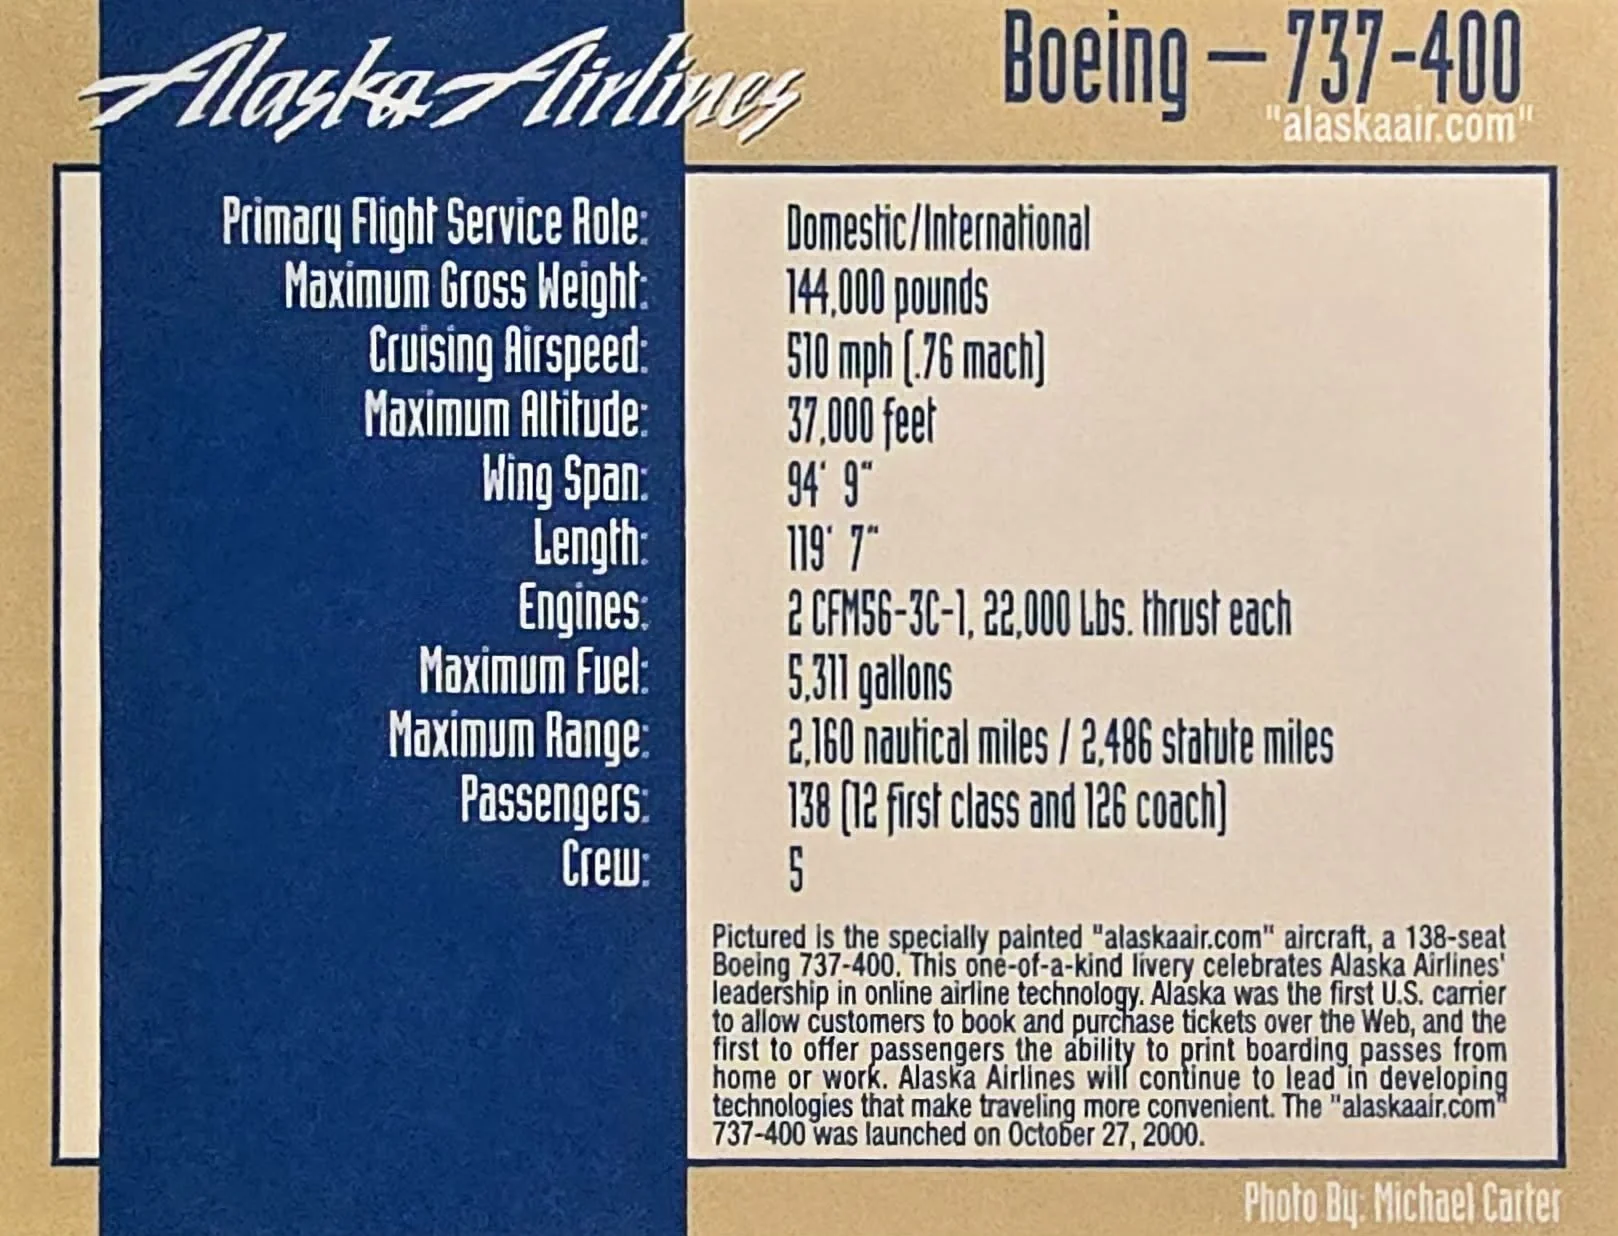 Alaska Airlines
Boeing – 737-400
"alaskaair.com"
Primary Flight Service Role: Domestic/International
Maximum Gross Weight: 144,000 pounds
Cruising Airspeed: 510 mph (.76 mach)
Maximum Altitude: 37,000 feet
Wing Span: 94' 9"
Length: 119' 7"
Engines: 2 CFM56-3C-1, 22,000 Lbs. thrust each
Maximum Fuel: 5,311 gallons
Maximum Range: 2,160 nautical miles / 2,486 statute miles
Passengers: 138 (12 first class and 126 coach)
Crew: 5
Pictured is the specially painted "alaskaair.com" aircraft, a 138-seat
Boeing 737-400. This one-of-a-kind livery celebrates Alaska Airlines'
leadership in online airline technology. Alaska was the first U.S. carrier
to allow customers to book and purchase tickets over the Web, and the
first to offer passengers the ability to print boarding passes from
home or work. Alaska Airlines will continue to lead in developing
technologies that make traveling more convenient. The "alaskaair.com"
737-400 was launched on October 27, 2000.
Photo By: Michael Carter